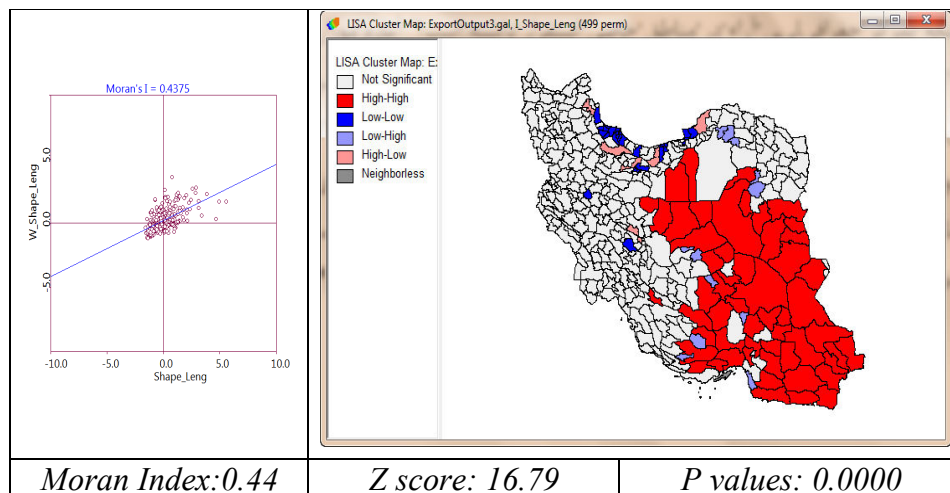 Moran's I = 0.4375
5.0
0.0
-5.0
W_Shape_Leng
-10.0 -5.0 0.0 5.0 10.0
Shape_Leng
LISA Cluster Map: ExportOutput3.gal, I_Shape_Leng (499 perm)
LISA Cluster Map: E
Not Significant
High-High
Low-Low
Low-High
High-Low
Neighborless
Moran Index:0.44 Z score: 16.79 P values: 0.0000